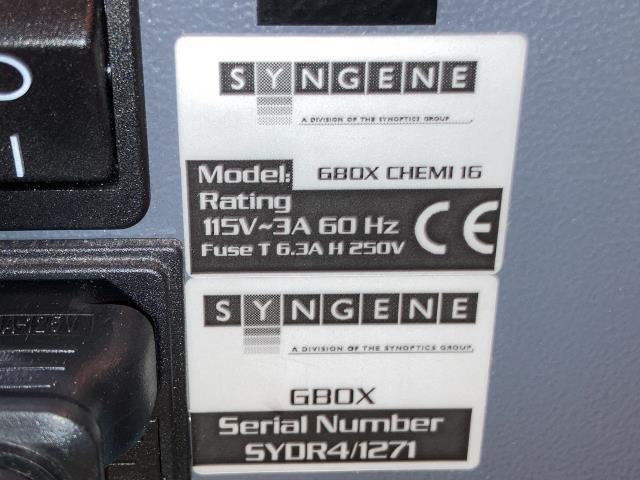 SYNGENE
A DIVISION OF THE SYNOPTICS GROUP
Model: GBOX CHEMI 16
Rating
115V~3A 60 Hz
Fuse T 6.3A H 250V
CE
SYNGENE
A DIVISION OF THE SYNOPTICS GROUP
GBOX
Serial Number
SYDR4/1271